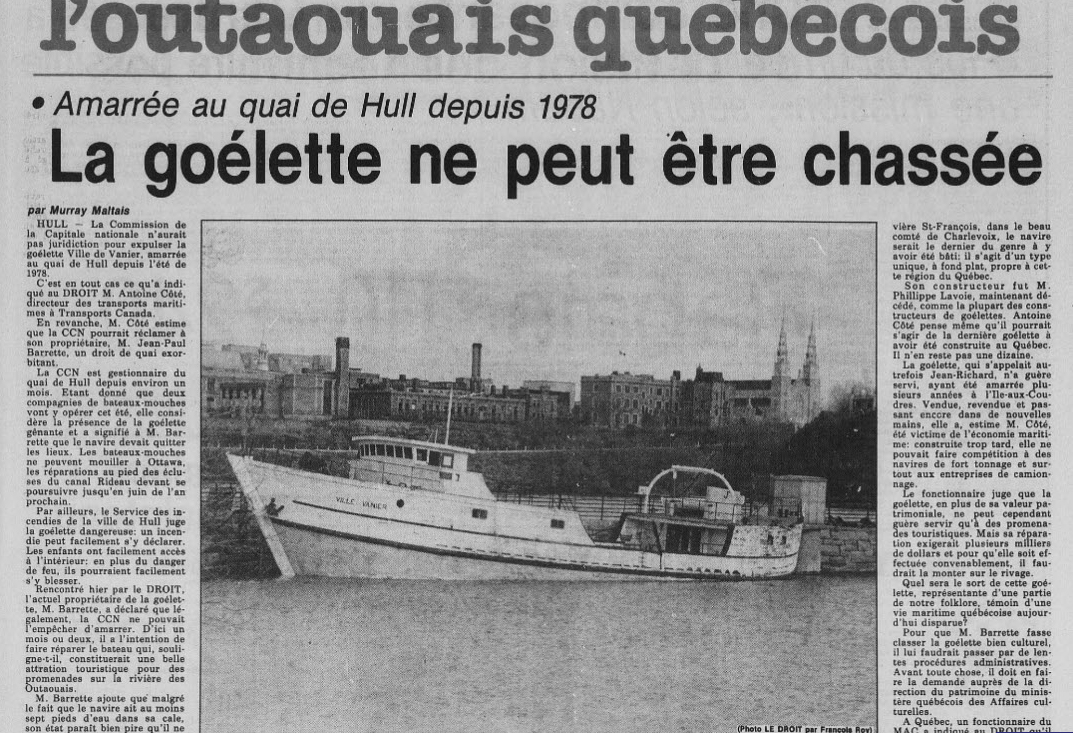 l'outaouais québécois
• Amarrée au quai de Hull depuis 1978
La goélette ne peut être chassée
par Murray Maltais
HULL — La Commission de
la Capitale nationale n'aurait
pas juridiction pour expulser la
goélette Ville de Vanier, amarrée
au quai de Hull depuis l'été de
1978.
C'est en tout cas ce qu'a indi-
qué au DROIT M. Antoine Côté,
directeur des transports mariti-
mes à Transports Canada.
En revanche, M. Côté estime
que la CCN pourrait réclamer à
son propriétaire, M. Jean-Paul
Barrette, un droit de quai exor-
bitant.
La CCN est gestionnaire du
quai de Hull depuis environ un
mois. Etant donné que deux
compagnies de bateaux-mouches
vont y opérer cet été, elle consi-
dère la présence de la goélette
gênante et a signifié à M. Bar-
rette que le navire devait quitter
les lieux. Les bateaux-mouches
ne peuvent mouiller à Ottawa,
les réparations au pied des éclu-
ses du canal Rideau devant se
poursuivre jusqu'en juin de l'an
prochain.
Par ailleurs, le Service des in-
cendies de la ville de Hull juge
la goélette dangereuse: un incen-
die peut facilement s'y déclarer.
Les enfants ont facilement accès
à l'intérieur; en plus du danger
de feu, ils pourraient facilement
s'y blesser.
Rencontré hier par le DROIT,
l'actuel propriétaire de la goélet-
te, M. Barrette, a déclaré que lé-
galement, la CCN ne pouvait
l'empêcher d'amarrer. D'ici un
mois ou deux, il a l'intention de
faire réparer le bateau qui, souli-
gne-t-il, constituerait une belle
attration touristique pour des
promenades sur la rivière des
Outaouais.
M. Barrette ajoute que malgré
le fait que le navire ait au moins
sept pieds d'eau dans sa cale,
son état paraît bien pire qu'il ne
VILLE VANIER
(Photo LE DROIT par François Roy)
vière St-François, dans le beau
comté de Charlevoix, le navire
serait le dernier du genre à y
avoir été bâti: il s'agit d'un type
unique, à fond plat, propre à cet-
te région du Québec.
Son constructeur fut M.
Phillippe Lavoie, maintenant dé-
cédé, comme la plupart des cons-
tructeurs de goélettes. Antoine
Côté pense même qu'il pourrait
s'agir de la dernière goélette à
avoir été construite au Québec.
Il n'en reste pas une dizaine.
La goélette, qui s'appelait au-
trefois Jean-Richard, n'a guère
servi, ayant été amarrée plu-
sieurs années à l'Ile-aux-Cou-
dres. Vendue, revendue et pas-
sant encore dans de nouvelles
mains, elle a, estime M. Côté,
été victime de l'économie mariti-
me: construite trop tard, elle ne
pouvait faire compétition à des
navires de fort tonnage et sur-
tout aux entreprises de camion-
nage.
Le fonctionnaire juge que la
goélette, en plus de sa valeur pa-
trimoniale, ne peut cependant
guère servir qu'à des promena-
des touristiques. Mais sa répara-
tion exigerait plusieurs milliers
de dollars et pour qu'elle soit ef-
fectuée convenablement, il fau-
drait la monter sur le rivage.
Quel sera le sort de cette goé-
lette, représentante d'une partie
de notre folklore, témoin d'une
vie maritime québécoise aujour-
d'hui disparue?
Pour que M. Barrette fasse
classer la goélette bien culturel,
il lui faudrait passer par de len-
tes procédures administratives.
Avant toute chose, il doit en fai-
re la demande auprès de la di-
rection du patrimoine du minis-
tère québécois des Affaires cul-
turelles.
A Québec, un fonctionnaire du
MAC a indiqué au DROIT qu'il